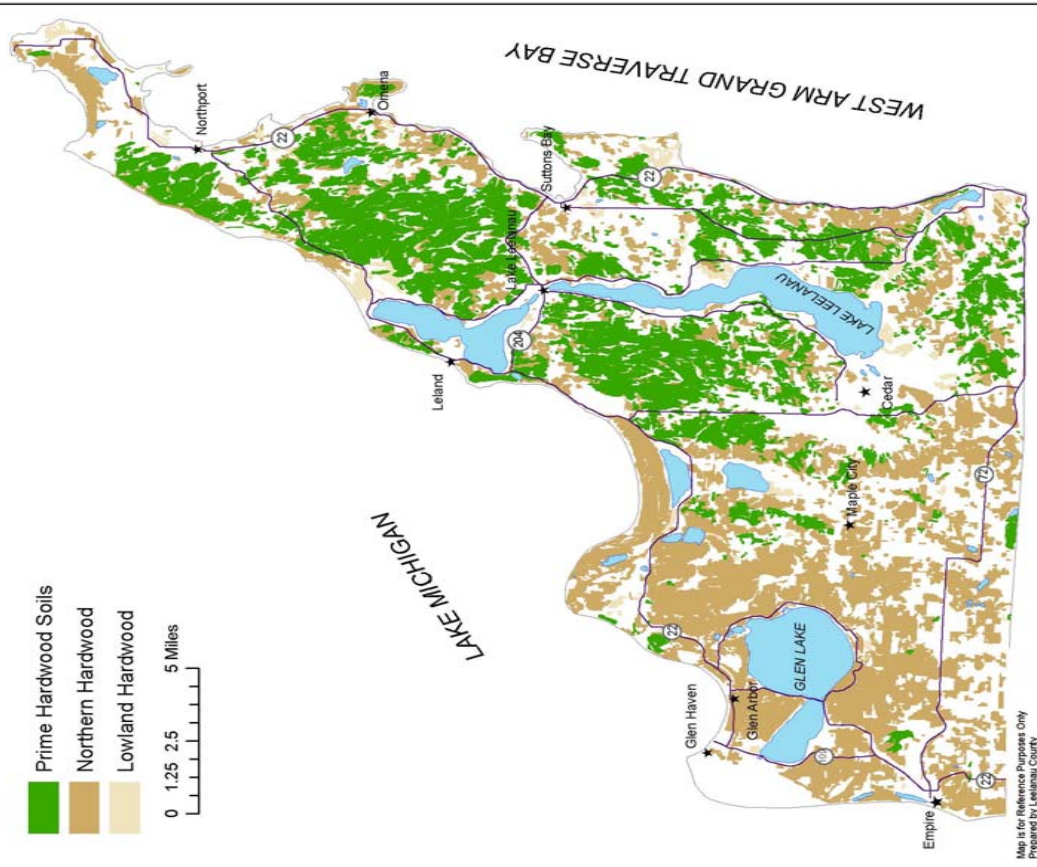 Prime Hardwood Soils
Northern Hardwood
Lowland Hardwood
0 1.25 2.5 5 Miles
LAKE MICHIGAN
WEST ARM GRAND TRAVERSE BAY
Northport
22
Omena
Suttons Bay
22
Lake Leelanau
204
Leland
LAKE LEELANAU
Cedar
Maple City
72
22
Glen Haven
Glen Arbor
GLEN LAKE
109
Empire
22
Map is for Reference Purposes Only
Prepared by Leelanau County